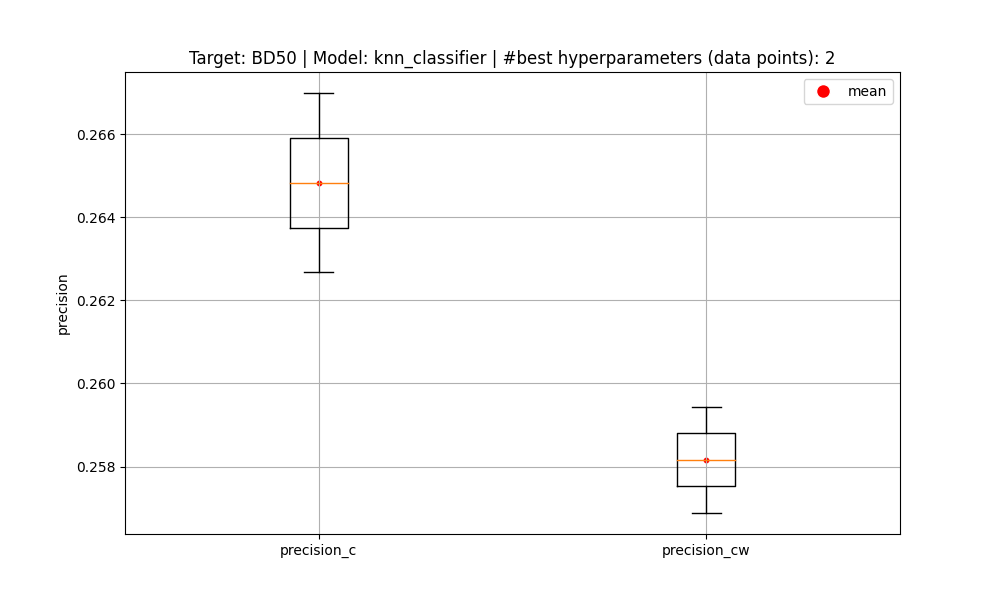 Target: BD50 | Model: knn_classifier | #best hyperparameters (data points): 2
mean
0.266
0.264
0.262
0.260
0.258
precision
precision_c
precision_cw